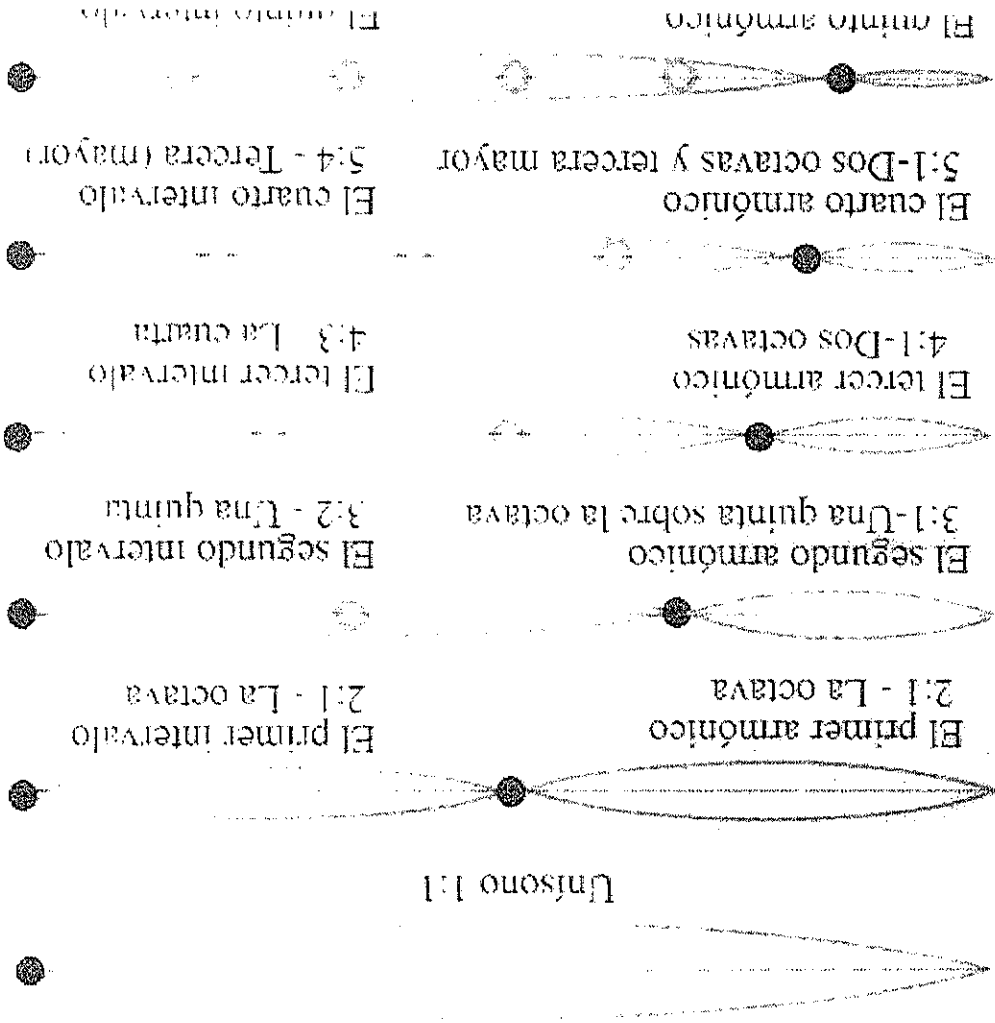 Unísono 1:1
El primer armónico
2:1 - La octava
El primer intervalo
2:1 - La octava
El segundo armónico
3:1-Una quinta sobre la octava
El segundo intervalo
3:2 - Una quinta
El tercer armónico
4:1-Dos octavas
El tercer intervalo
4:3 - La cuarta
El cuarto armónico
5:1-Dos octavas y tercera mayor
El cuarto intervalo
5:4 - Tercera (mayor)
El quinto armónico
El quinto intervalo